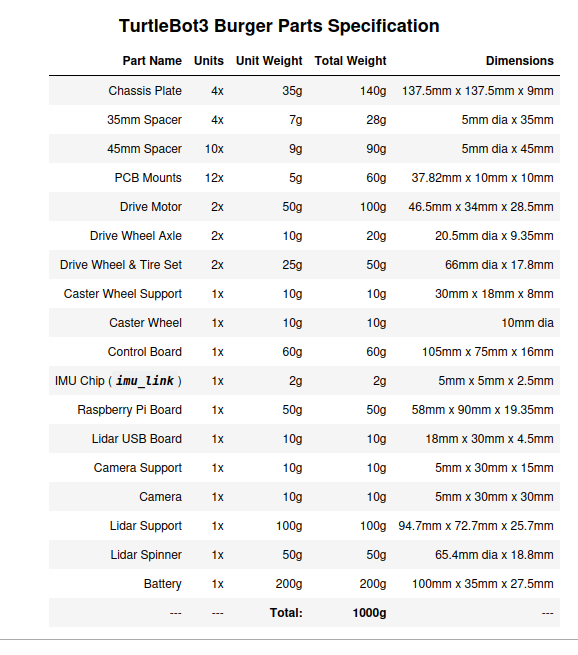 TurtleBot3 Burger Parts Specification
Part Name Units Unit Weight Total Weight Dimensions
Chassis Plate 4x 35g 140g 137.5mm x 137.5mm x 9mm
35mm Spacer 4x 7g 28g 5mm dia x 35mm
45mm Spacer 10x 9g 90g 5mm dia x 45mm
PCB Mounts 12x 5g 60g 37.82mm x 10mm x 10mm
Drive Motor 2x 50g 100g 46.5mm x 34mm x 28.5mm
Drive Wheel Axle 2x 10g 20g 20.5mm dia x 9.35mm
Drive Wheel & Tire Set 2x 25g 50g 66mm dia x 17.8mm
Caster Wheel Support 1x 10g 10g 30mm x 18mm x 8mm
Caster Wheel 1x 10g 10g 10mm dia
Control Board 1x 60g 60g 105mm x 75mm x 16mm
IMU Chip ( imu_link ) 1x 2g 2g 5mm x 5mm x 2.5mm
Raspberry Pi Board 1x 50g 50g 58mm x 90mm x 19.35mm
Lidar USB Board 1x 10g 10g 18mm x 30mm x 4.5mm
Camera Support 1x 10g 10g 5mm x 30mm x 15mm
Camera 1x 10g 10g 5mm x 30mm x 30mm
Lidar Support 1x 100g 100g 94.7mm x 72.7mm x 25.7mm
Lidar Spinner 1x 50g 50g 65.4mm dia x 18.8mm
Battery 1x 200g 200g 100mm x 35mm x 27.5mm
--- --- Total: 1000g ---